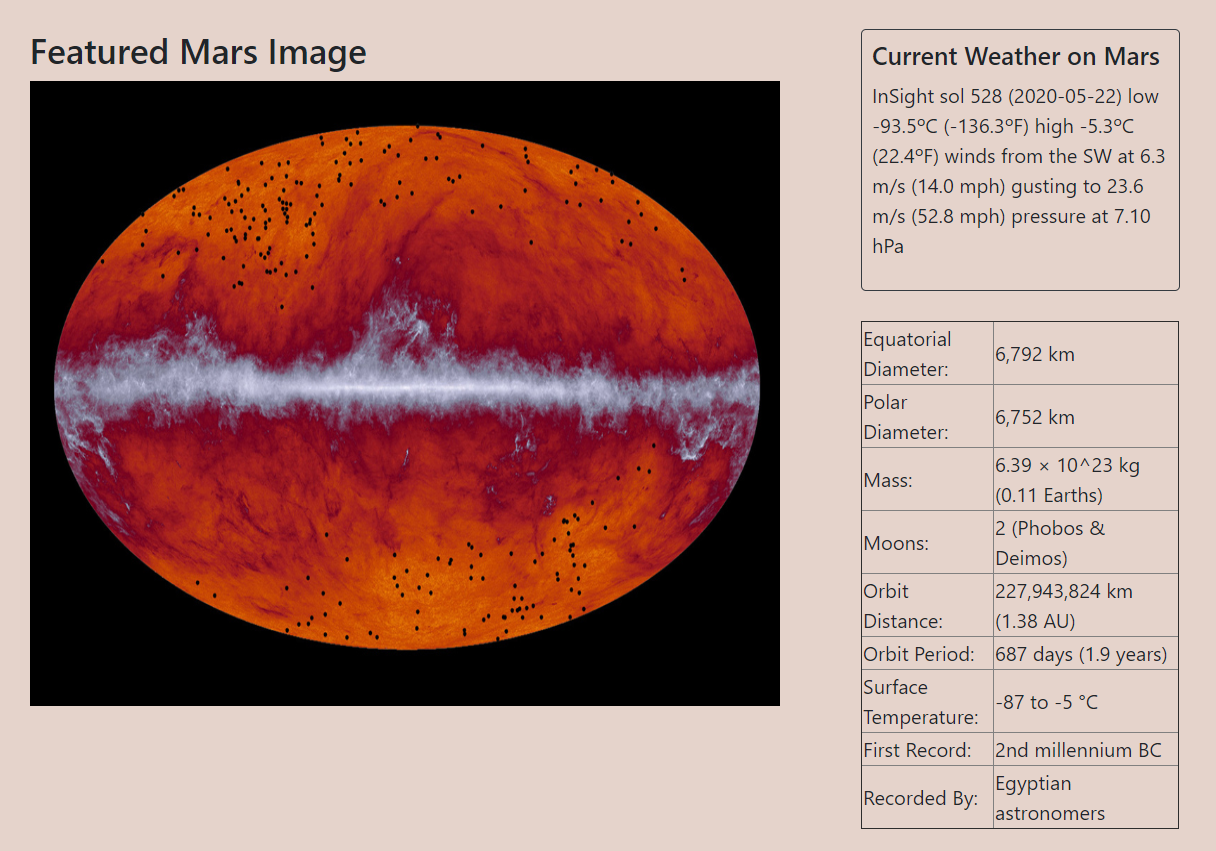 Featured Mars Image
Current Weather on Mars
InSight sol 528 (2020-05-22) low
-93.5ºC (-136.3ºF) high -5.3ºC
(22.4ºF) winds from the SW at 6.3
m/s (14.0 mph) gusting to 23.6
m/s (52.8 mph) pressure at 7.10
hPa
Equatorial
Diameter:
6,792 km
Polar
Diameter:
6,752 km
Mass:
6.39 × 10^23 kg
(0.11 Earths)
Moons:
2 (Phobos &
Deimos)
Orbit
Distance:
227,943,824 km
(1.38 AU)
Orbit Period:
687 days (1.9 years)
Surface
Temperature:
-87 to -5 °C
First Record:
2nd millennium BC
Recorded By:
Egyptian
astronomers